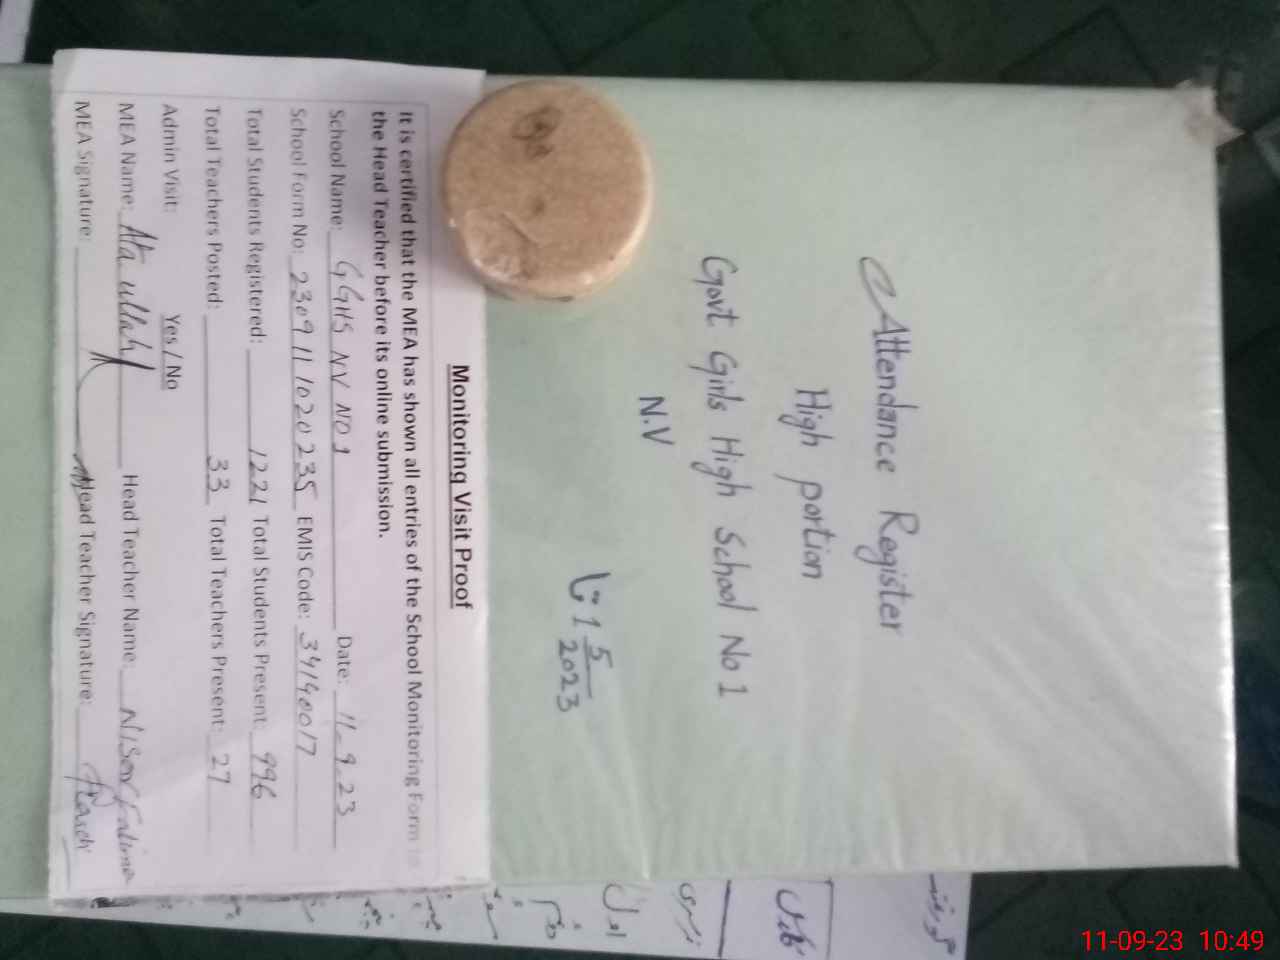 Attendance Register
High portion
Govt Girls High School No 1
N.V
1 5/2023
Monitoring Visit Proof
It is certified that the MEA has shown all entries of the School Monitoring Form to
the Head Teacher before its online submission.
School Name: GGHS NV NO 1 Date: 11-9.23
School Form No: 230911102023 5 EMIS Code: 34140017
Total Students Registered: 1221 Total Students Present: 996
Total Teachers Posted: 33 Total Teachers Present: 27
Admin Visit: Yes / No
MEA Name: Ata ullah Head Teacher Name: Nisar Fatima
MEA Signature: Head Teacher Signature:
11-09-23 10:49